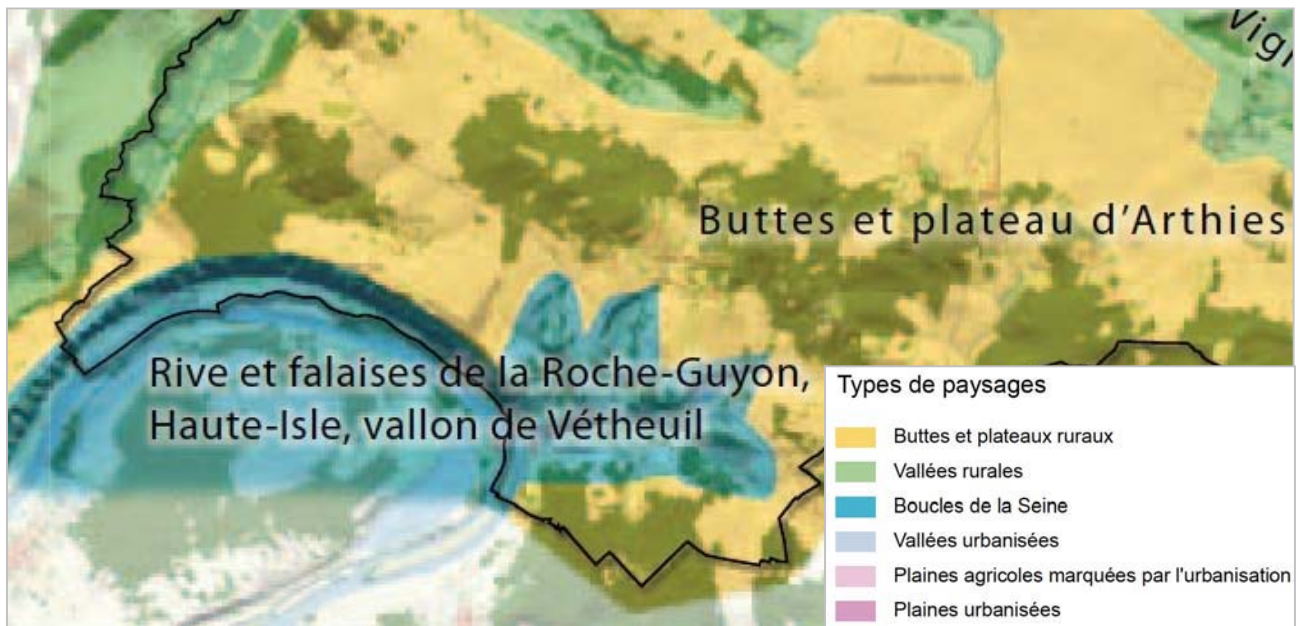 Vigi
Buttes et plateau d'Arthies
Rive et falaises de la Roche-Guyon,
Haute-Isle, vallon de Vétheuil
Types de paysages
Buttes et plateaux ruraux
Vallées rurales
Boucles de la Seine
Vallées urbanisées
Plaines agricoles marquées par l'urbanisation
Plaines urbanisées